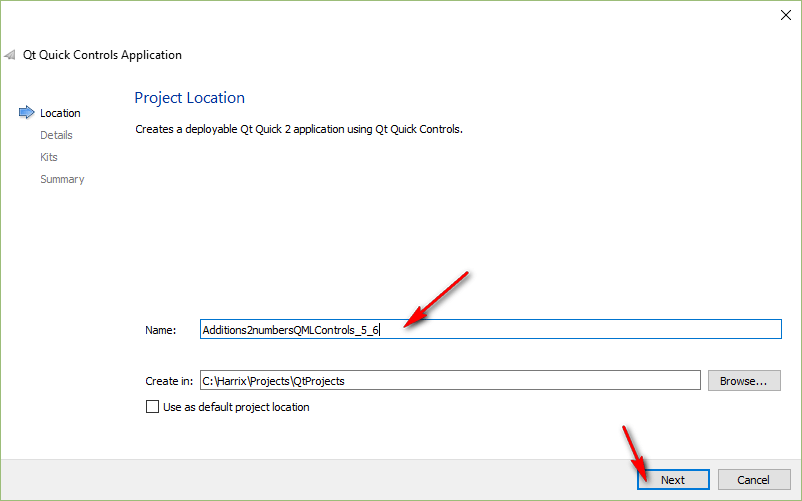 Qt Quick Controls Application
Location
Details
Kits
Summary
Project Location
Creates a deployable Qt Quick 2 application using Qt Quick Controls.
Name: Additions2numbersQMLControls_5_6
Create in: C:\Harrix\Projects\QtProjects Browse...
Use as default project location
Next Cancel